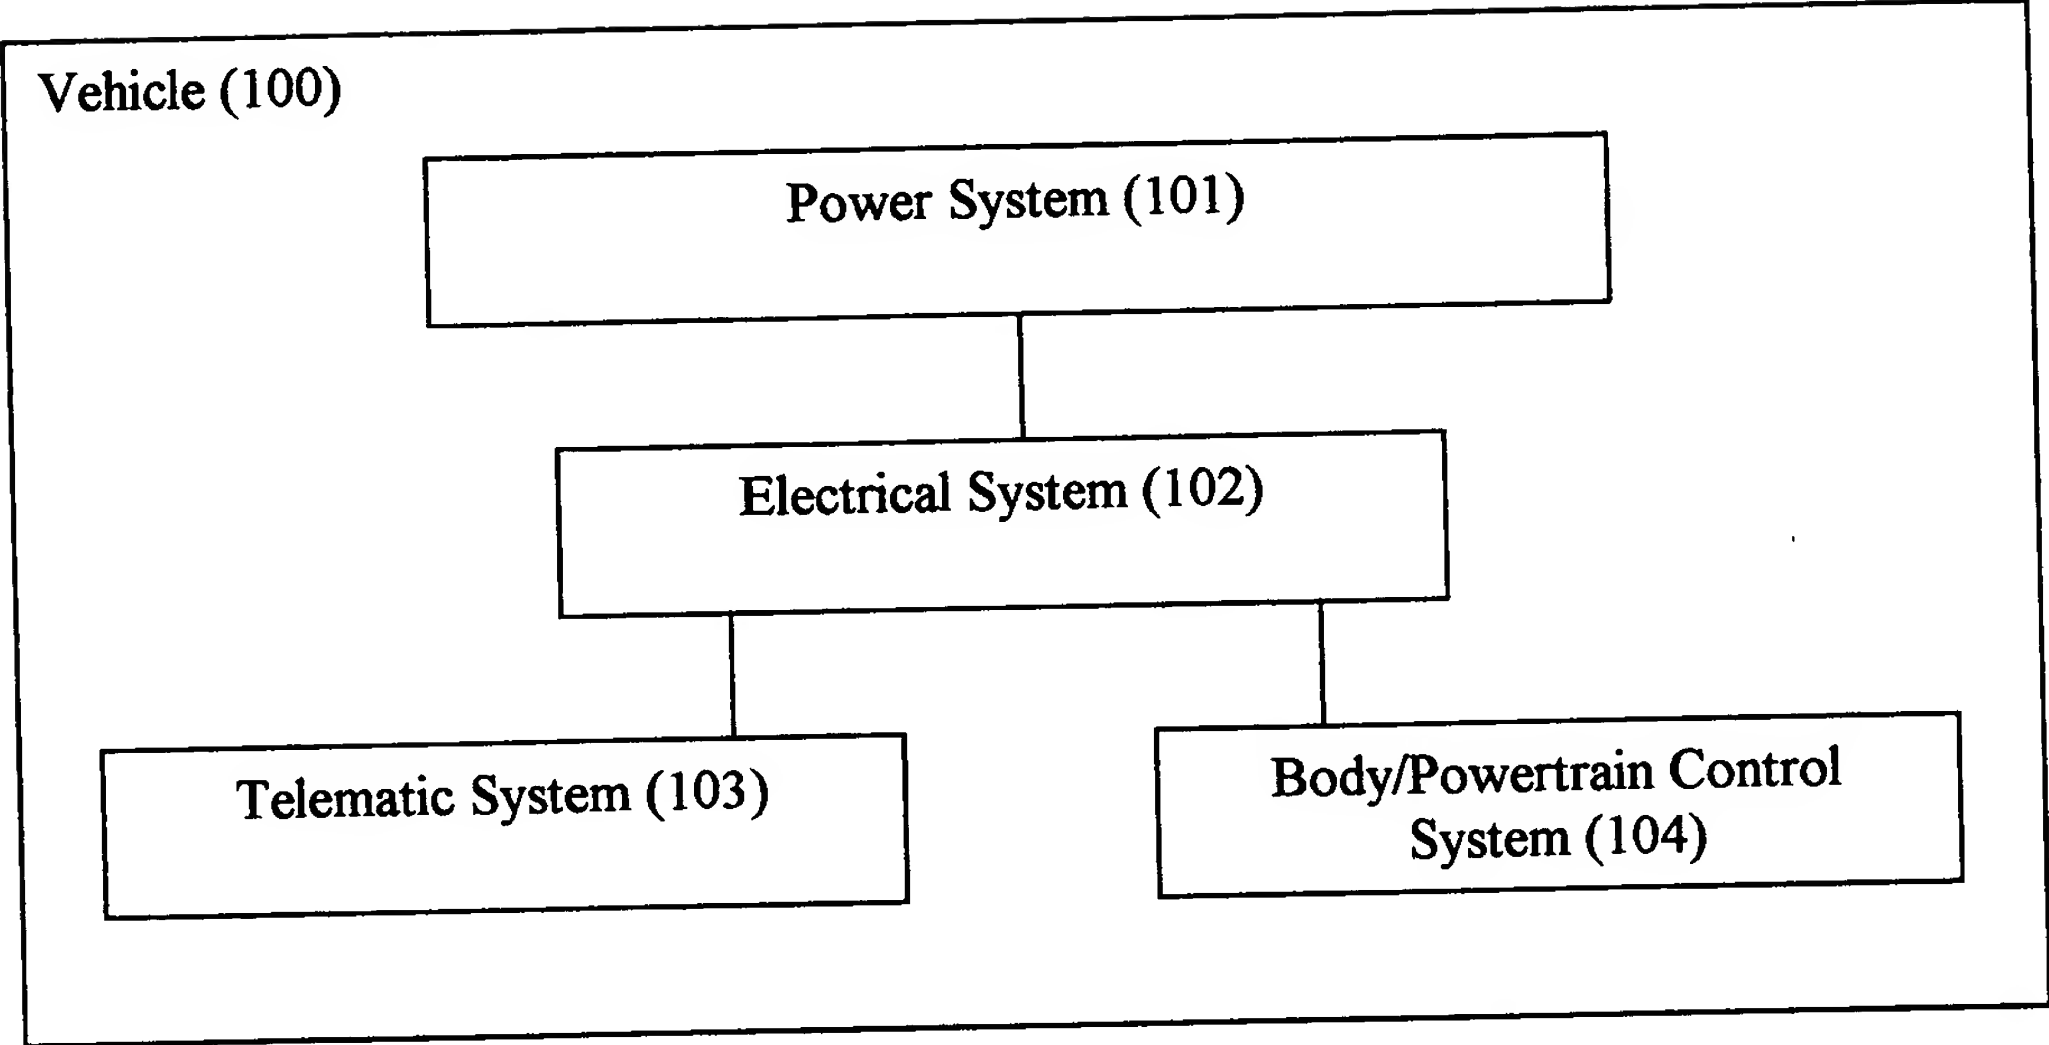 Vehicle (100)
Power System (101)
Electrical System (102)
Telematic System (103)
Body/Powertrain Control
System (104)